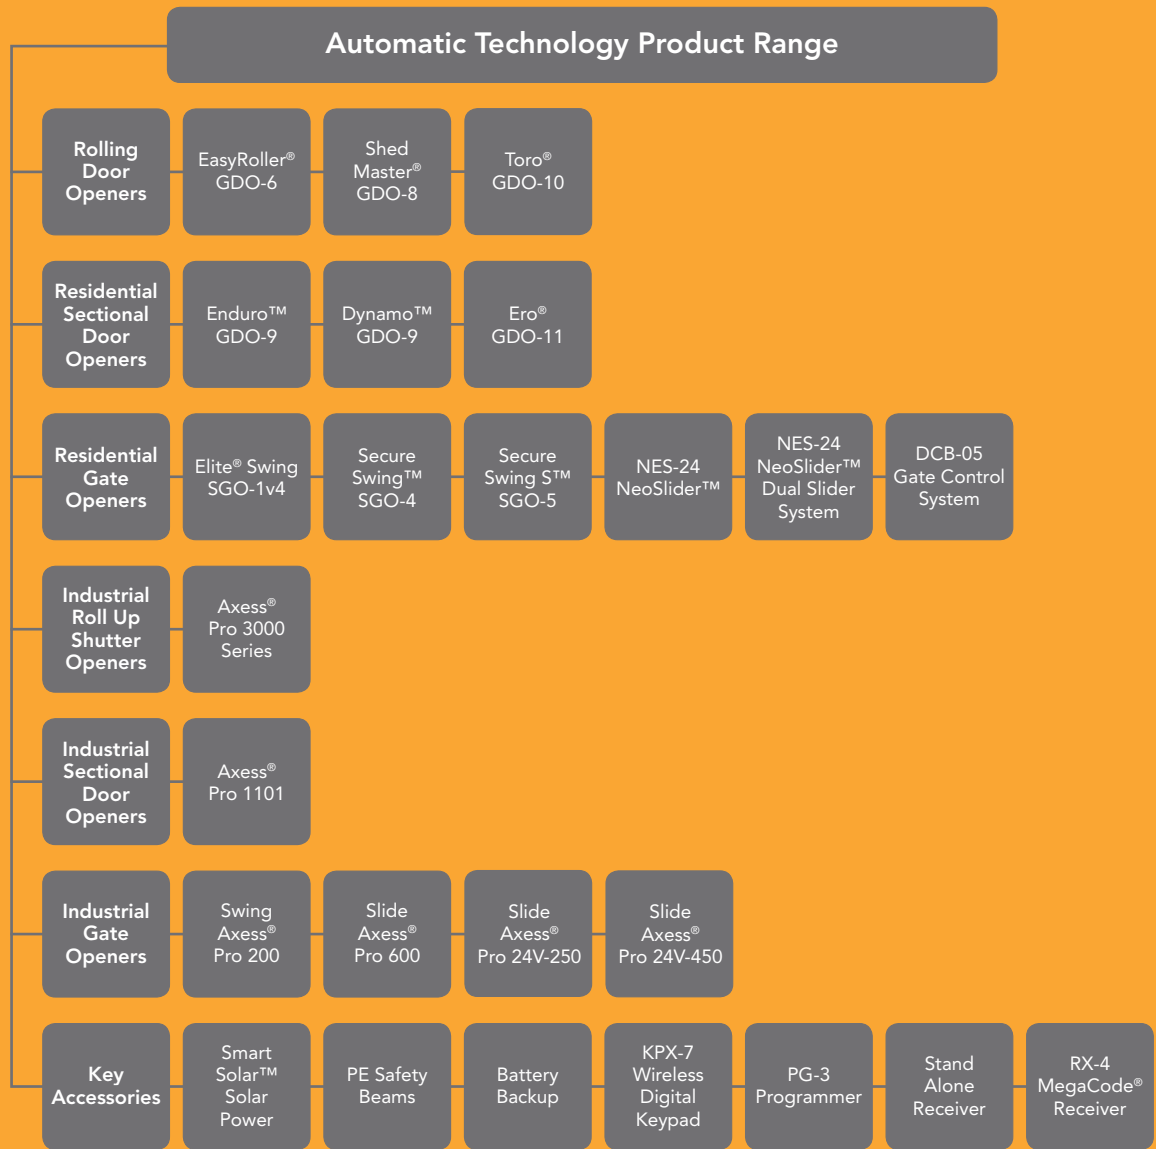 Automatic Technology Product Range
Rolling
Door
Openers
EasyRoller®
GDO-6
Shed
Master®
GDO-8
Toro®
GDO-10
Residential
Sectional
Door
Openers
Enduro™
GDO-9
Dynamo™
GDO-9
Ero®
GDO-11
Residential
Gate
Openers
Elite® Swing
SGO-1v4
Secure
Swing™
SGO-4
Secure
Swing S™
SGO-5
NES-24
NeoSlider™
NES-24
NeoSlider™
Dual Slider
System
DCB-05
Gate Control
System
Industrial
Roll Up
Shutter
Openers
Axess®
Pro 3000
Series
Industrial
Sectional
Door
Openers
Axess®
Pro 1101
Industrial
Gate
Openers
Swing
Axess®
Pro 200
Slide
Axess®
Pro 600
Slide
Axess®
Pro 24V-250
Slide
Axess®
Pro 24V-450
Key
Accessories
Smart
Solar™
Solar
Power
PE Safety
Beams
Battery
Backup
KPX-7
Wireless
Digital
Keypad
PG-3
Programmer
Stand
Alone
Receiver
RX-4
MegaCode®
Receiver